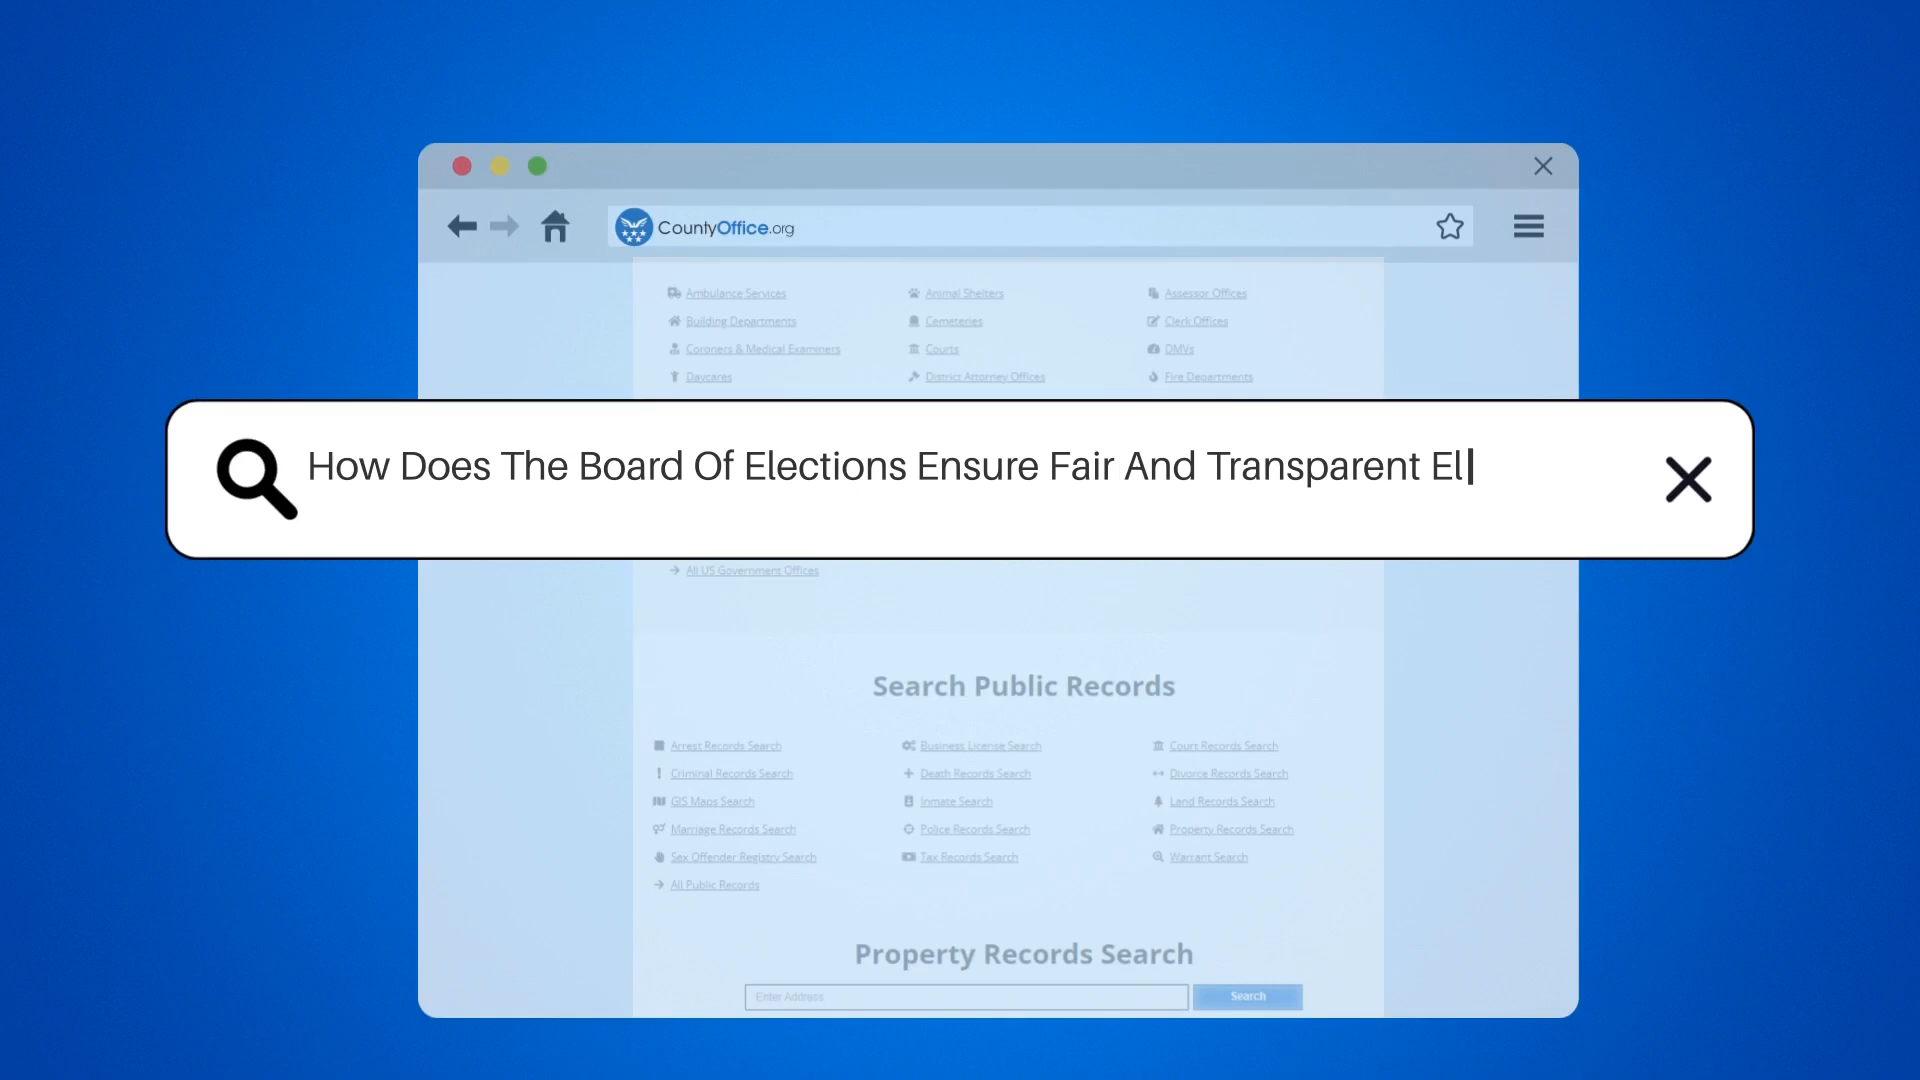 CountyOffice.org
Ambulance Services Animal Shelters Assessor Offices
Building Departments Cemeteries Clerk Offices
Coroners & Medical Examiners Courts DMVs
Daycares District Attorney Offices Fire Departments
How Does The Board Of Elections Ensure Fair And Transparent El
All US Government Offices
Search Public Records
Arrest Records Search Business License Search Court Records Search
Criminal Records Search Death Records Search Divorce Records Search
GIS Maps Search Inmate Search Land Records Search
Marriage Records Search Police Records Search Property Records Search
Sex Offender Registry Search Tax Records Search Warrant Search
All Public Records
Property Records Search
Enter Address Search